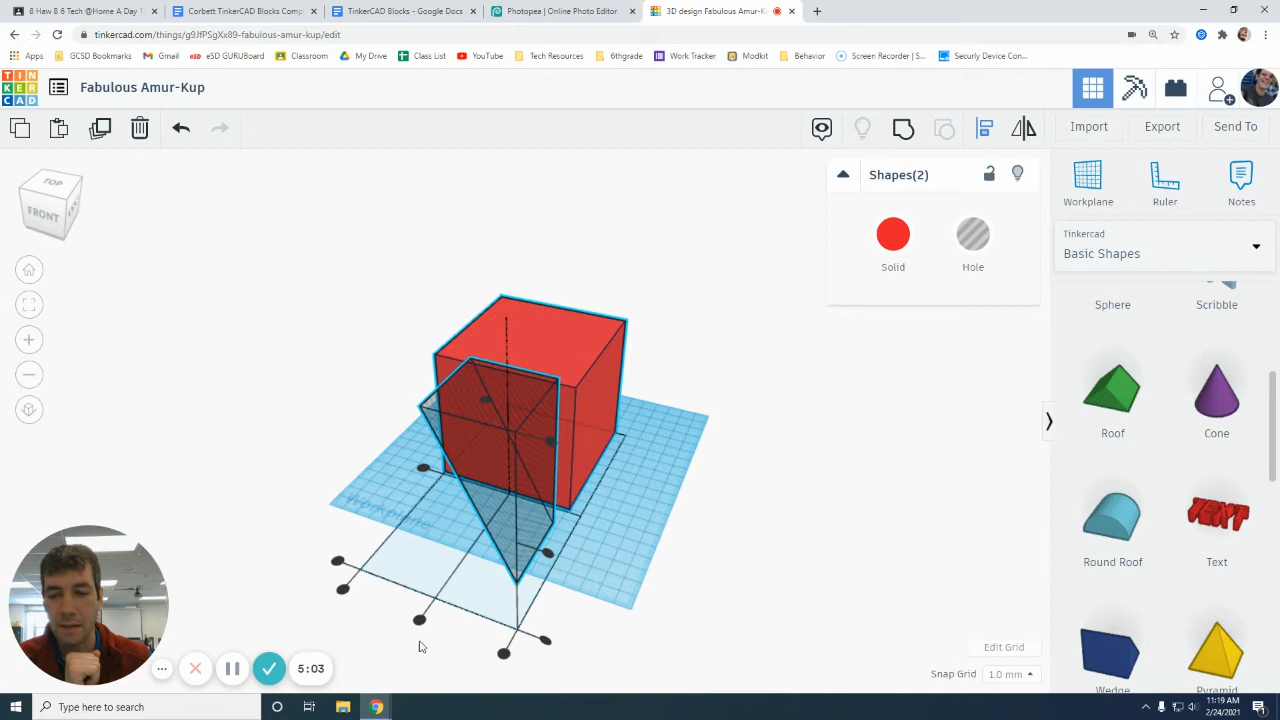 8 Haw B 6 Tech @Home A Day 1
Corbett TinkerCAD Blocks Comp
TinkerCAD Blocks - Google Docs
Photopea | Online Photo Editor
3D design Fabulous Amur-Ku
tinkercad.com/things/g9JfPSgXx89-fabulous-amur-kup/edit
Apps
GCSD Bookmarks
Gmail
eSD GURUBoard
Classroom
My Drive
Class List
YouTube
Tech Resources
6thgrade
Work Tracker
Modkit
Behavior
Screen Recorder | S...
Securly Device Con...
TIN
KER
CAD
Fabulous Amur-Kup
Import
Export
Send To
TOP
FRONT
Shapes(2)
Solid
Hole
Workplane
Ruler
Notes
Tinkercad
Basic Shapes
Sphere
Scribble
Roof
Cone
Round Roof
TEXT
Text
Wedge
Pyramid
Workplane
Edit Grid
Snap Grid
1.0 mm
5:03
Type here to search
11:19 AM
2/24/2021